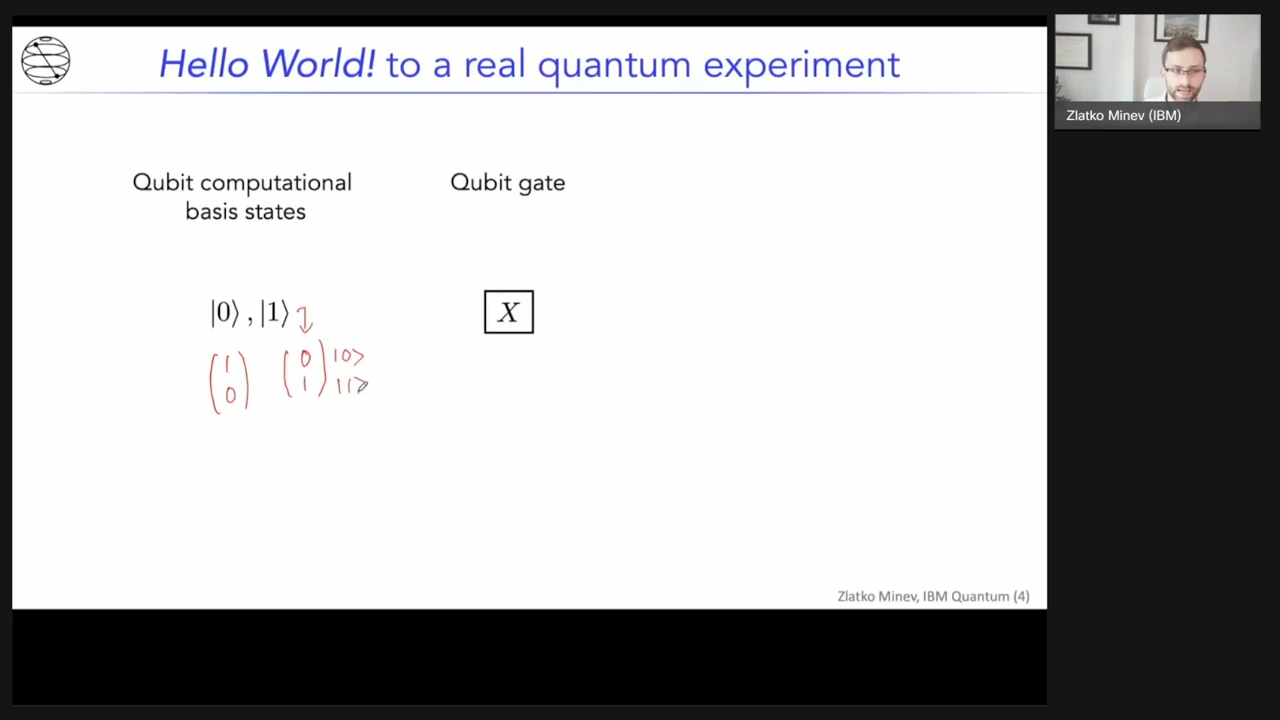 Hello World! to a real quantum experiment
Zlatko Minev (IBM)
Qubit computational
basis states
Qubit gate
|0⟩ , |1⟩
X
(1 0)
(0 1)
|0>
|1>
Zlatko Minev, IBM Quantum (4)